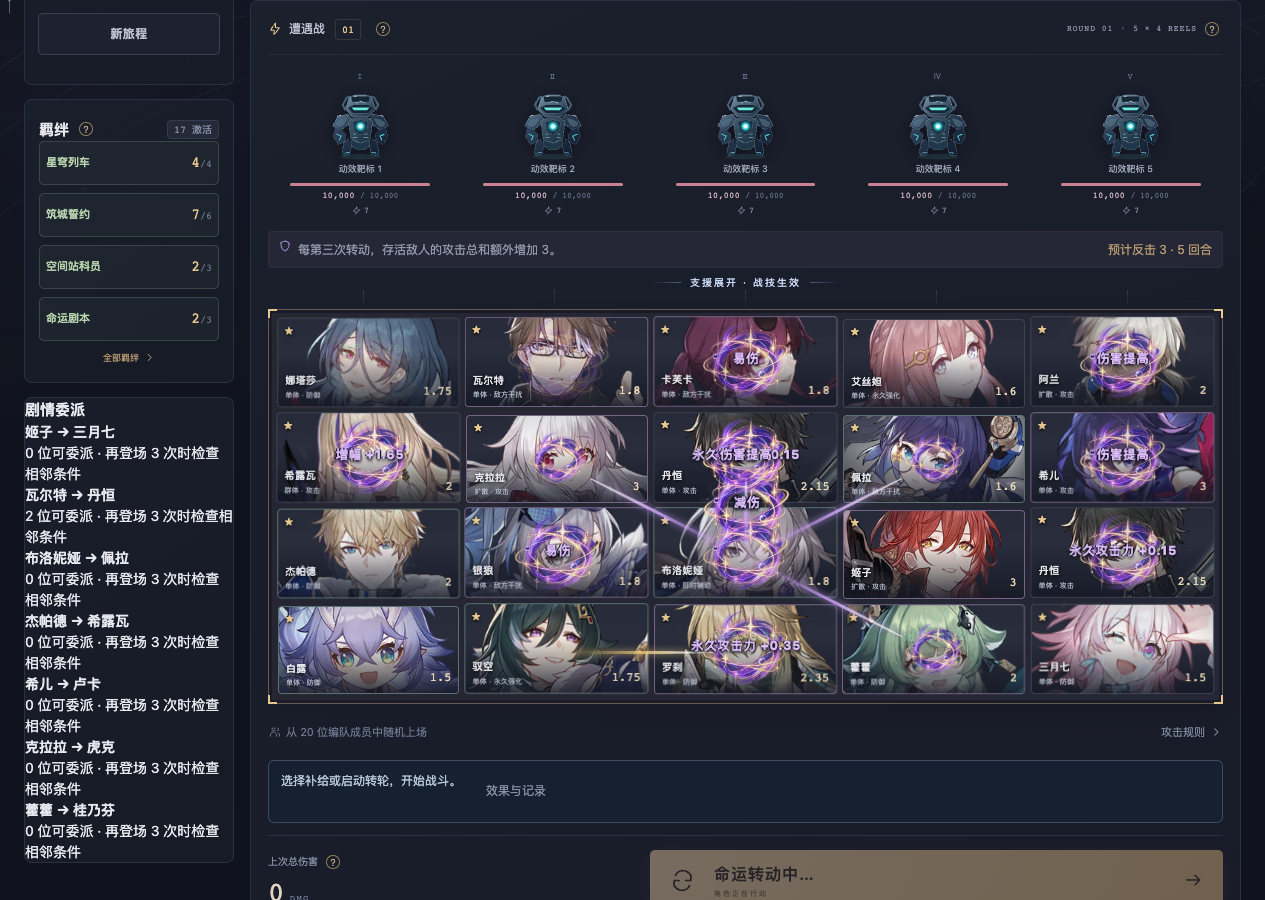 新旅程
羁绊 ? 17 激活
星穹列车 4/4
筑城誓约 7/6
空间站科员 2/3
命运剧本 2/3
全部羁绊
剧情委派
姬子 → 三月七
0 位可委派 · 再登场 3 次时检查
相邻条件
瓦尔特 → 丹恒
2 位可委派 · 再登场 3 次时检查相
邻条件
布洛妮娅 → 佩拉
0 位可委派 · 再登场 3 次时检查
相邻条件
杰帕德 → 希露瓦
0 位可委派 · 再登场 3 次时检查
相邻条件
希儿 → 卢卡
0 位可委派 · 再登场 3 次时检查
相邻条件
克拉拉 → 虎克
0 位可委派 · 再登场 3 次时检查
相邻条件
藿藿 → 桂乃芬
0 位可委派 · 再登场 3 次时检查
相邻条件
遭遇战 01 ?
ROUND 01 · 5 × 4 REELS ?
I II III IV V
动效靶标 1 动效靶标 2 动效靶标 3 动效靶标 4 动效靶标 5
10,000 / 10,000 10,000 / 10,000 10,000 / 10,000 10,000 / 10,000 10,000 / 10,000
7 7 7 7 7
每第三次转动，存活敌人的攻击总和额外增加 3。 预计反击 3 · 5 回合
支援展开 · 战技生效
易伤 伤害提高
娜塔莎 1.75 瓦尔特 1.8 卡芙卡 1.8 艾丝妲 1.6 阿兰 2
单体 · 防御 单体 · 敌方干扰 单体 · 敌方干扰 单体 · 永久强化 扩散 · 攻击
增幅 +1.65 永久伤害提高0.15 伤害提高
希露瓦 2 克拉拉 3 丹恒 2.15 佩拉 1.6 希儿 3
群体 · 攻击 扩散 · 攻击 单体 · 攻击 单体 · 敌方干扰 单体 · 攻击
减伤
易伤 永久攻击力 +0.15
杰帕德 2 银狼 1.8 布洛妮娅 1.8 姬子 3 丹恒 2.15
单体 · 防御 单体 · 敌方干扰 单体 · 即时辅助 扩散 · 攻击 单体 · 攻击
永久攻击力 +0.35
白露 1.5 驭空 1.75 罗刹 2.35 藿藿 2 三月七 1.5
单体 · 防御 单体 · 永久强化 单体 · 防御 单体 · 防御 单体 · 防御
从 20 位编队成员中随机上场 攻击规则
选择补给或启动转轮，开始战斗。 效果与记录
上次总伤害 ?
0 DMG
命运转动中...
角色正在行动